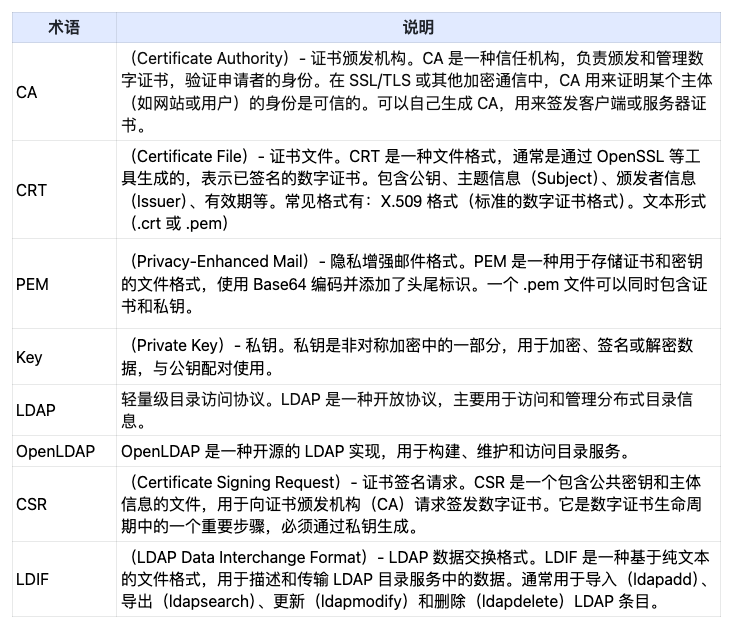 术语
说明
CA
（Certificate Authority）- 证书颁发机构。CA 是一种信任机构，负责颁发和管理数
字证书，验证申请者的身份。在 SSL/TLS 或其他加密通信中，CA 用来证明某个主体
（如网站或用户）的身份是可信的。可以自己生成 CA，用来签发客户端或服务器证
书。
CRT
（Certificate File）- 证书文件。CRT 是一种文件格式，通常是通过 OpenSSL 等工
具生成的，表示已签名的数字证书。包含公钥、主题信息（Subject）、颁发者信息
（Issuer）、有效期等。常见格式有：X.509 格式（标准的数字证书格式）。文本形式
（.crt 或 .pem）
PEM
（Privacy-Enhanced Mail）- 隐私增强邮件格式。PEM 是一种用于存储证书和密钥
的文件格式，使用 Base64 编码并添加了头尾标识。一个 .pem 文件可以同时包含证
书和私钥。
Key
（Private Key）- 私钥。私钥是非对称加密中的一部分，用于加密、签名或解密数
据，与公钥配对使用。
LDAP
轻量级目录访问协议。LDAP 是一种开放协议，主要用于访问和管理分布式目录信
息。
OpenLDAP
OpenLDAP 是一种开源的 LDAP 实现，用于构建、维护和访问目录服务。
CSR
（Certificate Signing Request）- 证书签名请求。CSR 是一个包含公共密钥和主体
信息的文件，用于向证书颁发机构（CA）请求签发数字证书。它是数字证书生命周
期中的一个重要步骤，必须通过私钥生成。
LDIF
（LDAP Data Interchange Format）- LDAP 数据交换格式。LDIF 是一种基于纯文本
的文件格式，用于描述和传输 LDAP 目录服务中的数据。通常用于导入（ldapadd）、
导出（ldapsearch）、更新（ldapmodify）和删除（ldapdelete）LDAP 条目。